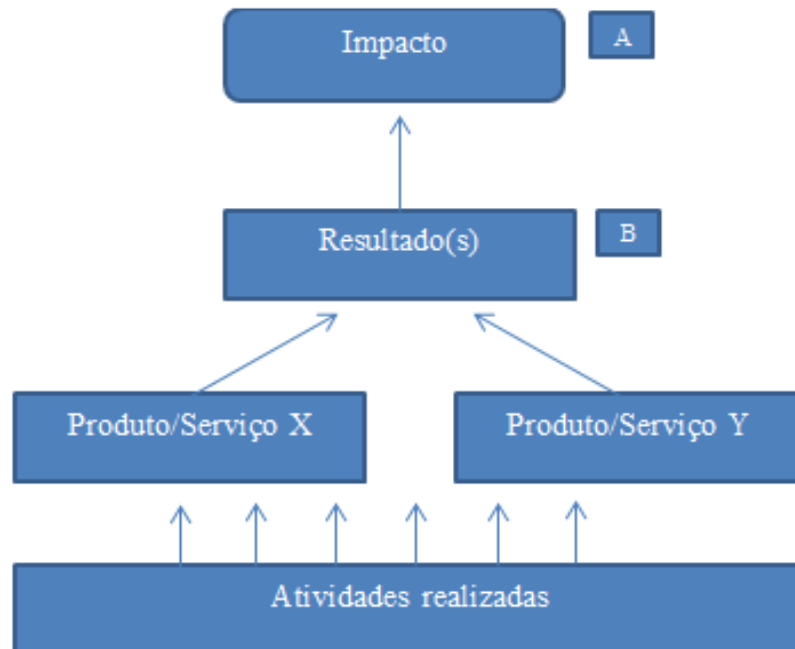 Impacto
A
Resultado(s)
B
Produto/Serviço X
Produto/Serviço Y
Atividades realizadas